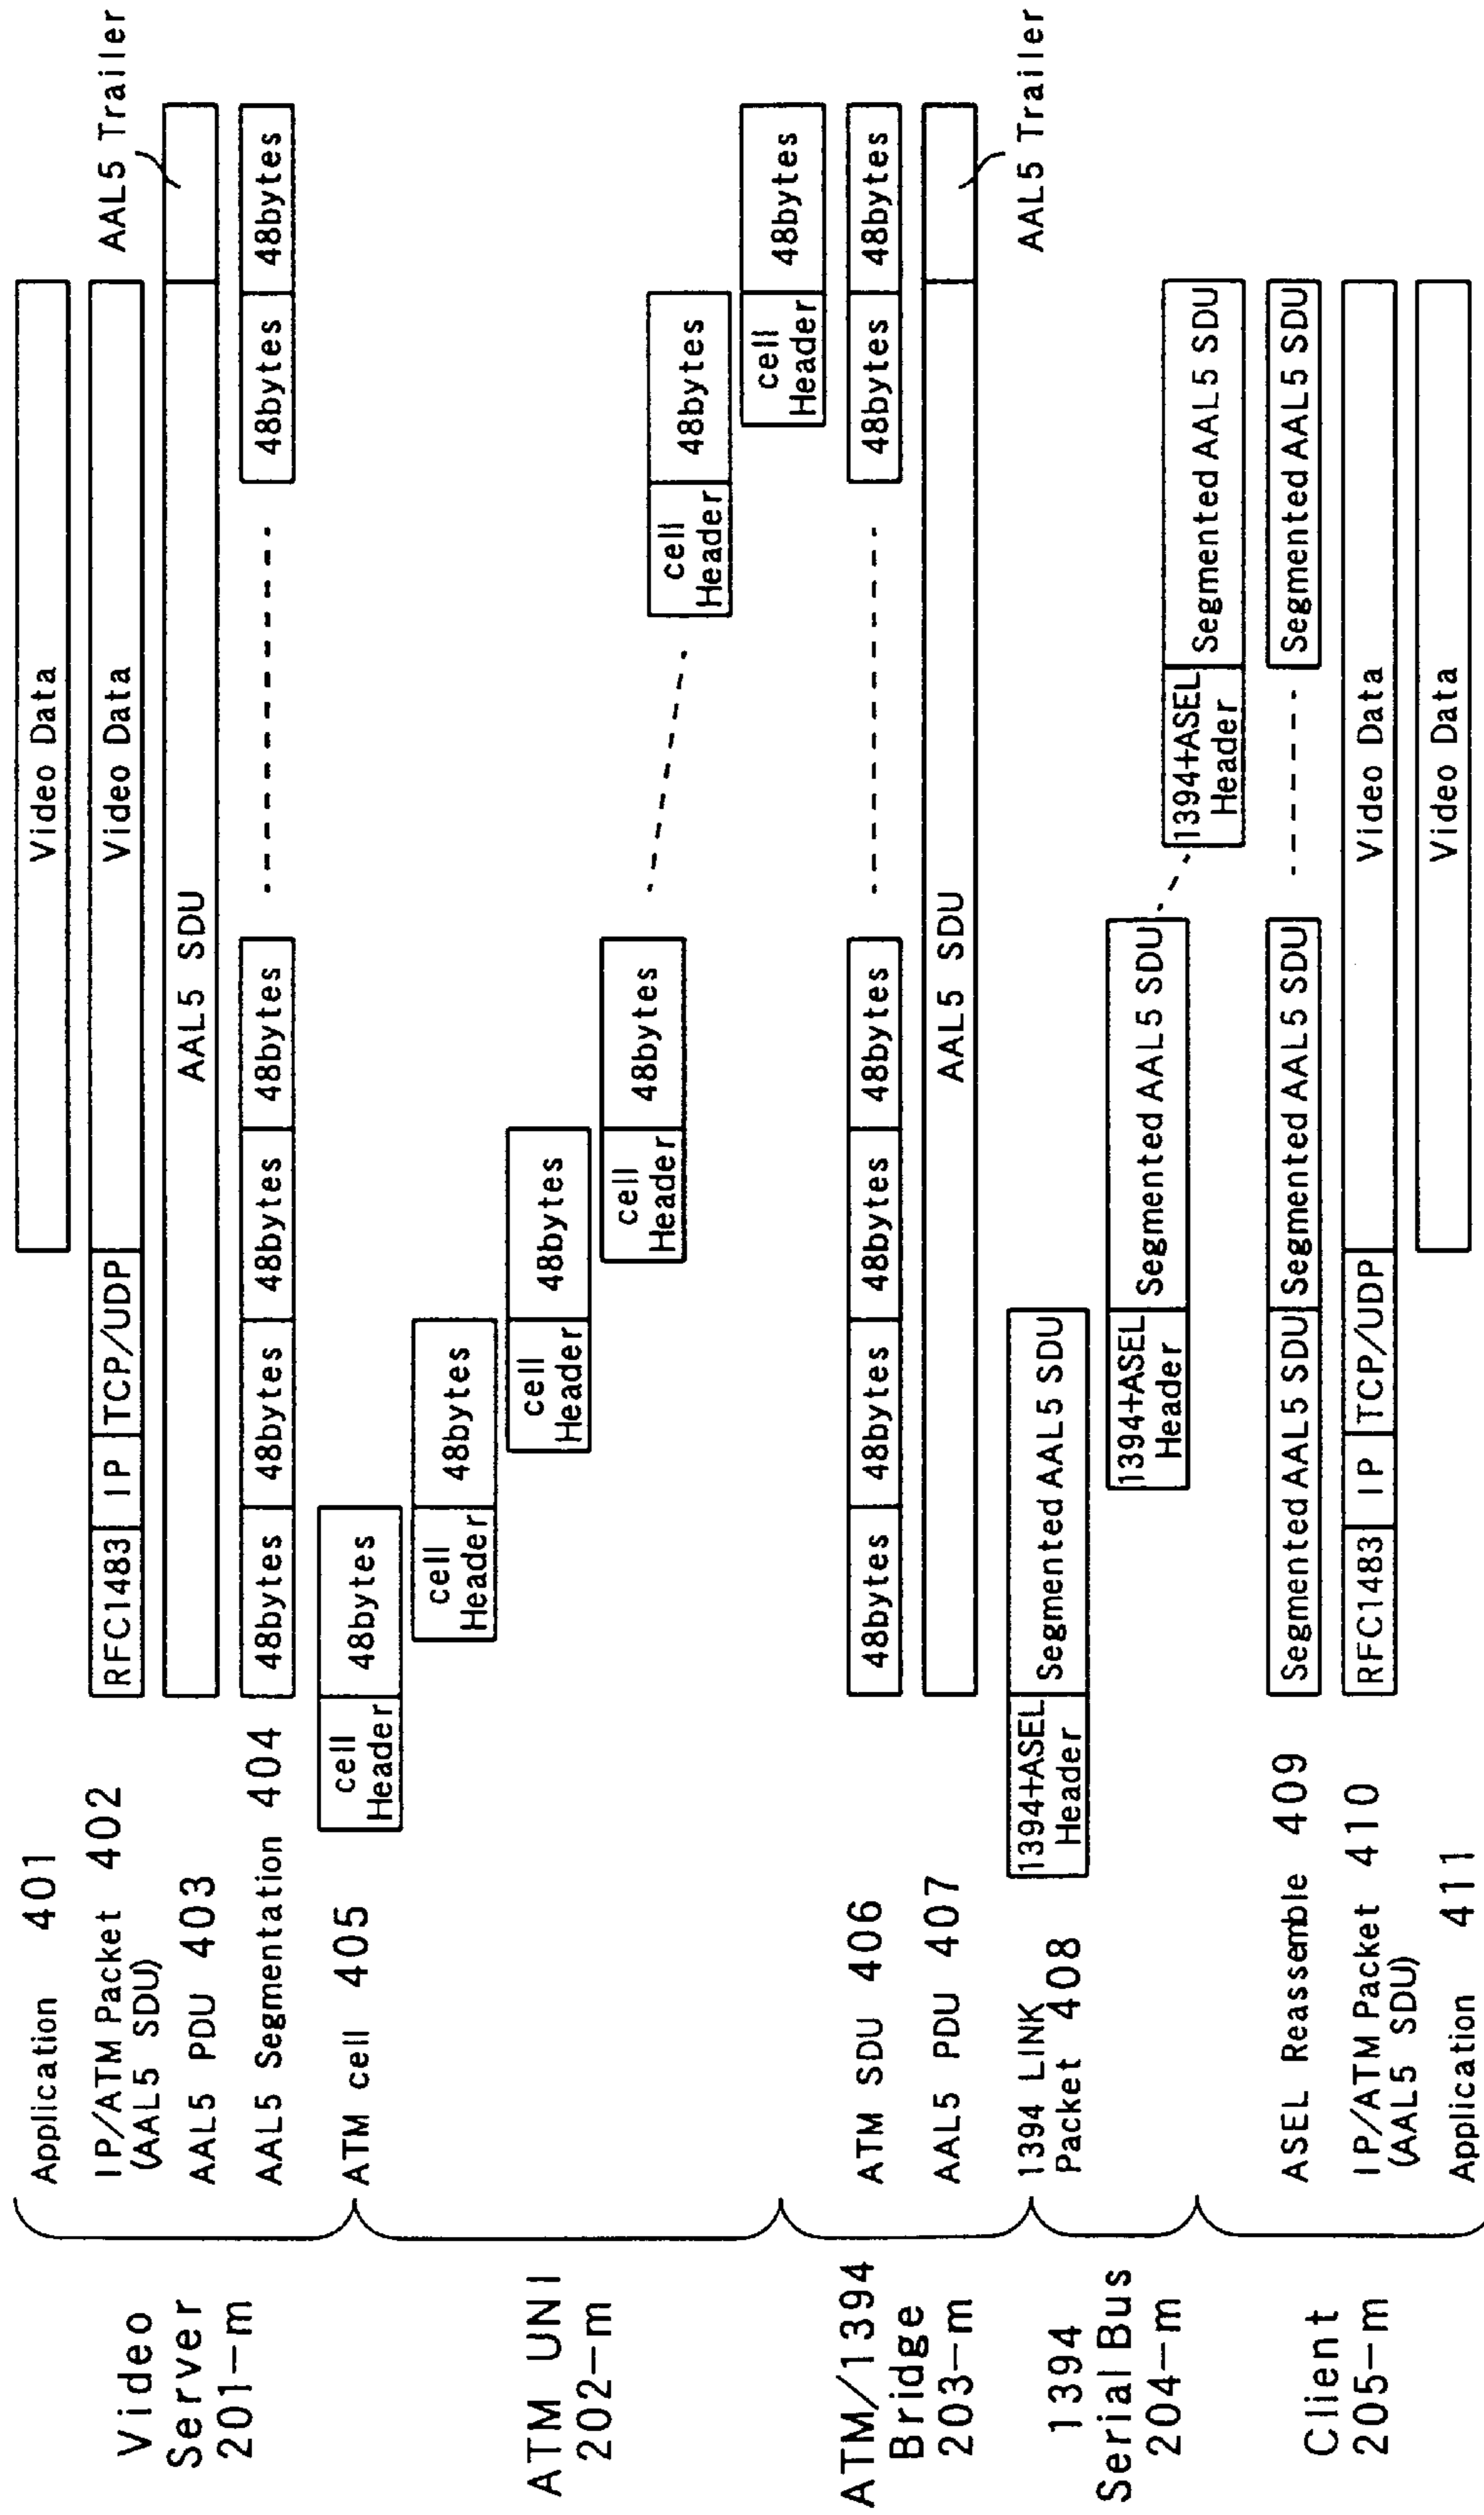 Video
Server
201-m
Application 401
Video Data
IP/ATM Packet 402
(AAL5 SDU)
RFC1483 IP TCP/UDP Video Data
AAL5 Trailer
AAL5 PDU 403
AAL5 SDU
AAL5 Segmentation 404
48bytes 48bytes 48bytes 48bytes 48bytes 48bytes
ATM UNI
202-m
ATM cell 405
cell
Header
48bytes
cell
Header
48bytes
cell
Header
48bytes
cell
Header
48bytes
cell
Header
48bytes
cell
Header
48bytes
ATM/1394
Bridge
203-m
ATM SDU 406
48bytes 48bytes 48bytes 48bytes 48bytes 48bytes
AAL5 PDU 407
AAL5 SDU
AAL5 Trailer
1394
Serial Bus
204-m
1394 LINK
Packet 408
1394+ASEL
Header
Segmented AAL5 SDU
1394+ASEL
Header
Segmented AAL5 SDU
1394+ASEL
Header
Segmented AAL5 SDU
Client
205-m
ASEL Reassemble 409
Segmented AAL5 SDU Segmented AAL5 SDU Segmented AAL5 SDU
IP/ATM Packet 410
(AAL5 SDU)
RFC1483 IP TCP/UDP Video Data
Application 411
Video Data